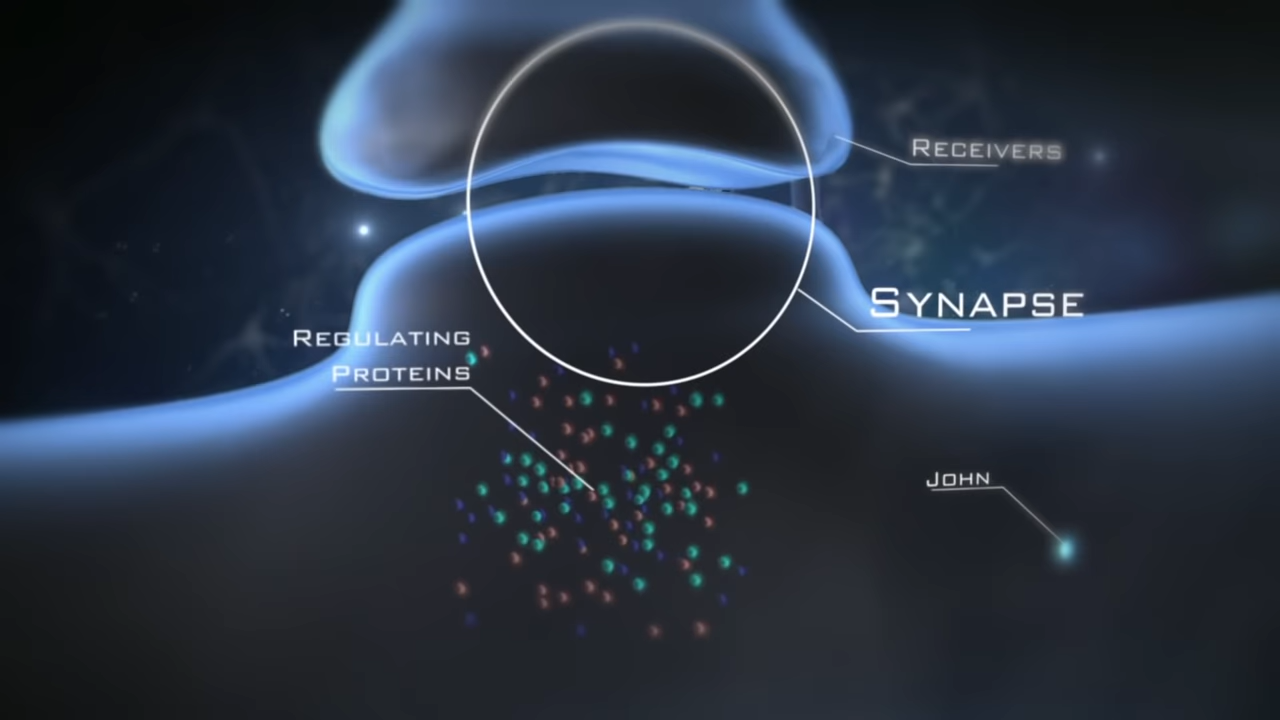 Receivers
Synapse
Regulating
Proteins
John